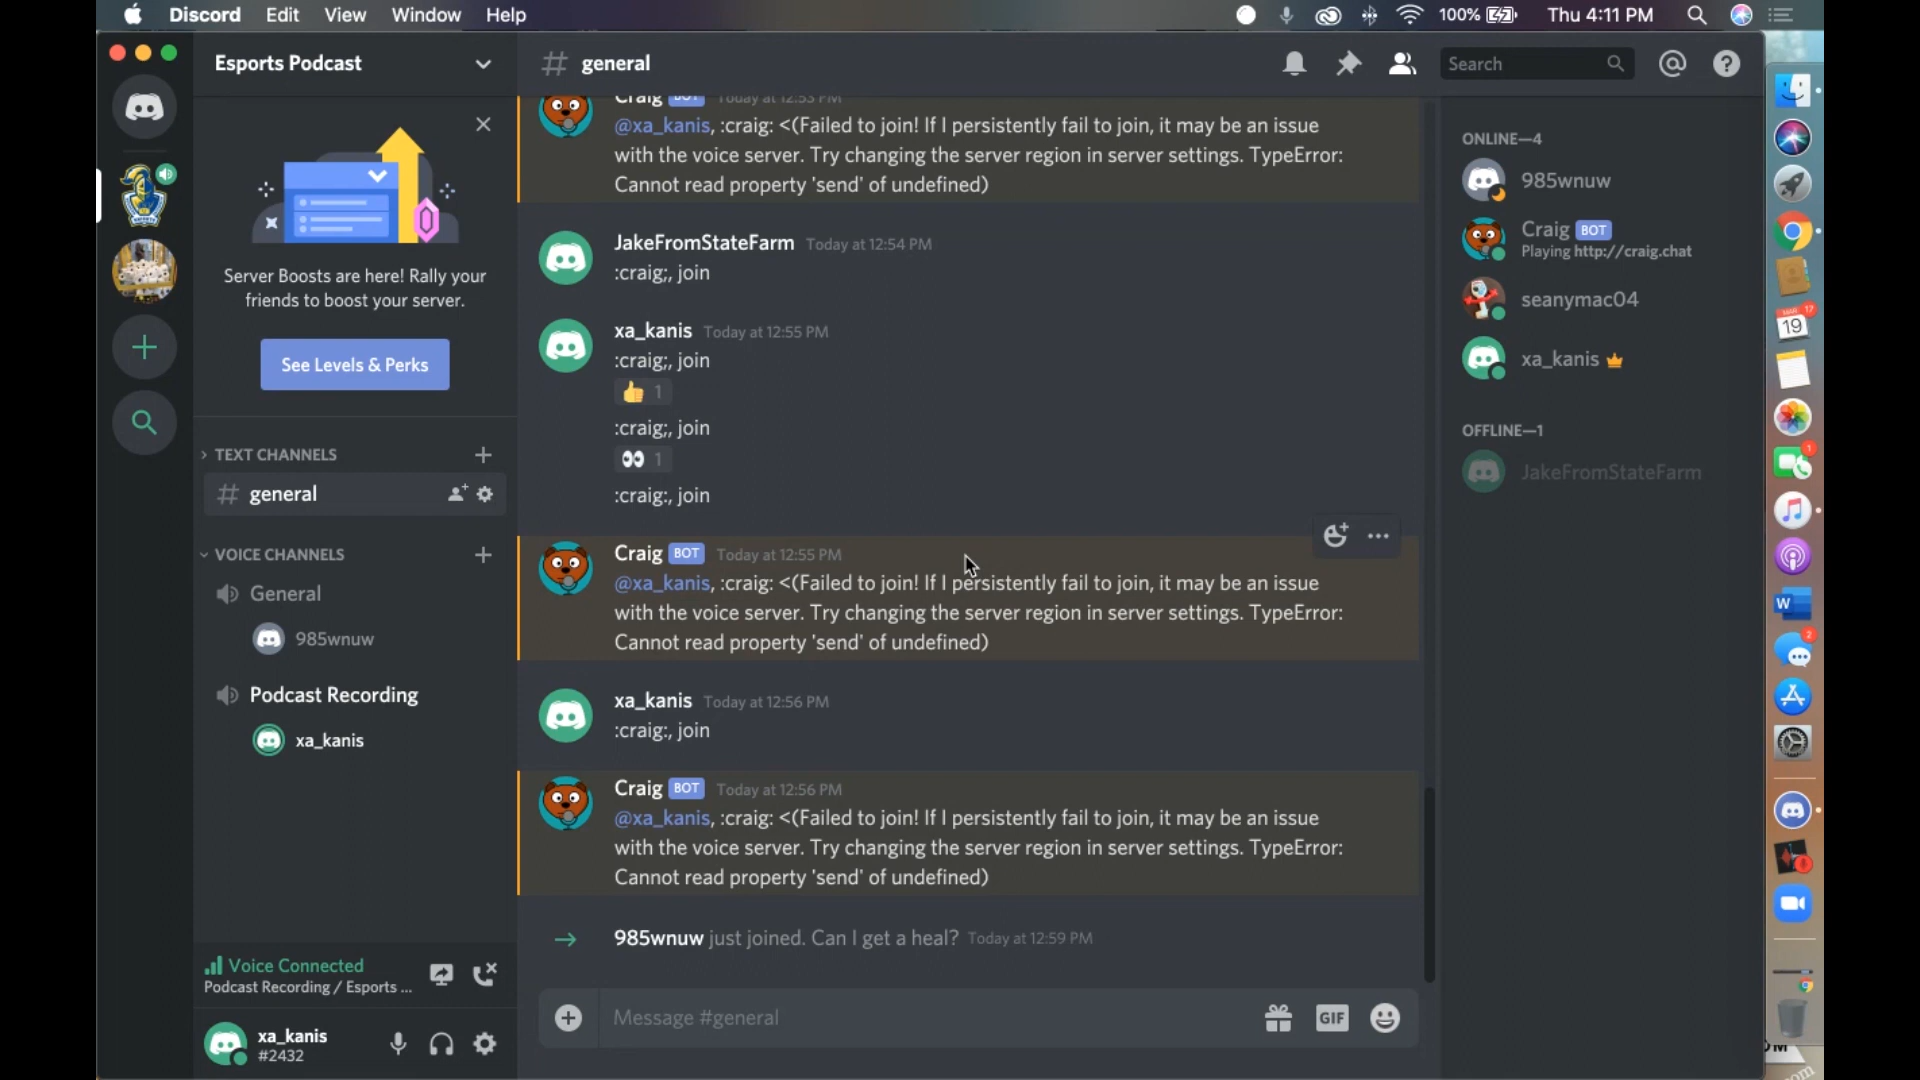 Discord Edit View Window Help
100% Thu 4:11 PM
Esports Podcast
Server Boosts are here! Rally your
friends to boost your server.
See Levels & Perks
TEXT CHANNELS
# general
VOICE CHANNELS
General
985wnuw
Podcast Recording
xa_kanis
Voice Connected
Podcast Recording / Esports ...
xa_kanis
#2432
# general
Search
Craig BOT Today at 12:53 PM
@xa_kanis, :craig: <(Failed to join! If I persistently fail to join, it may be an issue
with the voice server. Try changing the server region in server settings. TypeError:
Cannot read property 'send' of undefined)
JakeFromStateFarm Today at 12:54 PM
:craig:, join
xa_kanis Today at 12:55 PM
:craig:, join
1
:craig:, join
1
:craig:, join
Craig BOT Today at 12:55 PM
@xa_kanis, :craig: <(Failed to join! If I persistently fail to join, it may be an issue
with the voice server. Try changing the server region in server settings. TypeError:
Cannot read property 'send' of undefined)
xa_kanis Today at 12:56 PM
:craig:, join
Craig BOT Today at 12:56 PM
@xa_kanis, :craig: <(Failed to join! If I persistently fail to join, it may be an issue
with the voice server. Try changing the server region in server settings. TypeError:
Cannot read property 'send' of undefined)
985wnuw just joined. Can I get a heal? Today at 12:59 PM
Message #general
GIF
ONLINE—4
985wnuw
Craig BOT
Playing http://craig.chat
seanymac04
xa_kanis
OFFLINE—1
JakeFromStateFarm
17
MAR
19
1
W
2